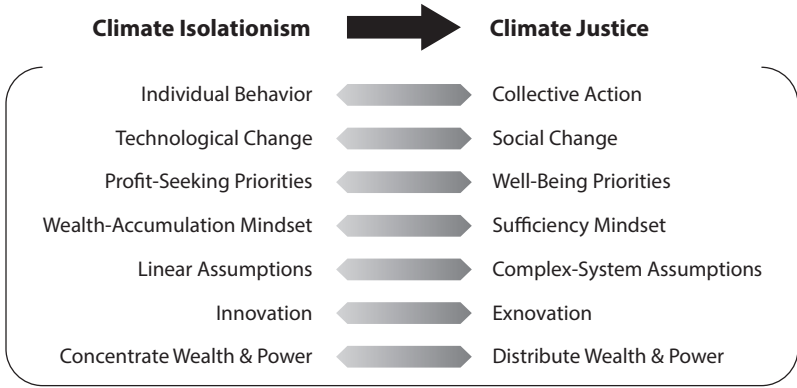 Climate Isolationism Climate Justice
Individual Behavior Collective Action
Technological Change Social Change
Profit-Seeking Priorities Well-Being Priorities
Wealth-Accumulation Mindset Sufficiency Mindset
Linear Assumptions Complex-System Assumptions
Innovation Exnovation
Concentrate Wealth & Power Distribute Wealth & Power